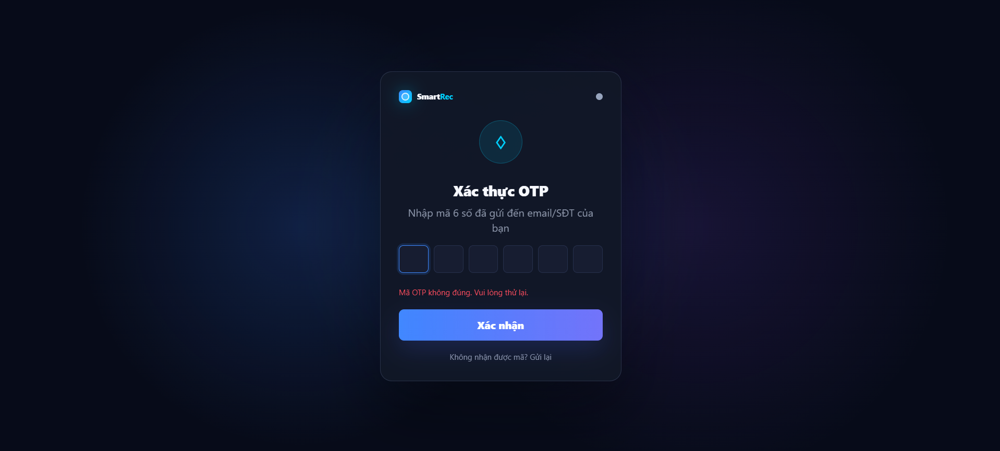 SmartRec
Xác thực OTP
Nhập mã 6 số đã gửi đến email/SĐT của
bạn
Mã OTP không đúng. Vui lòng thử lại.
Xác nhận
Không nhận được mã? Gửi lại